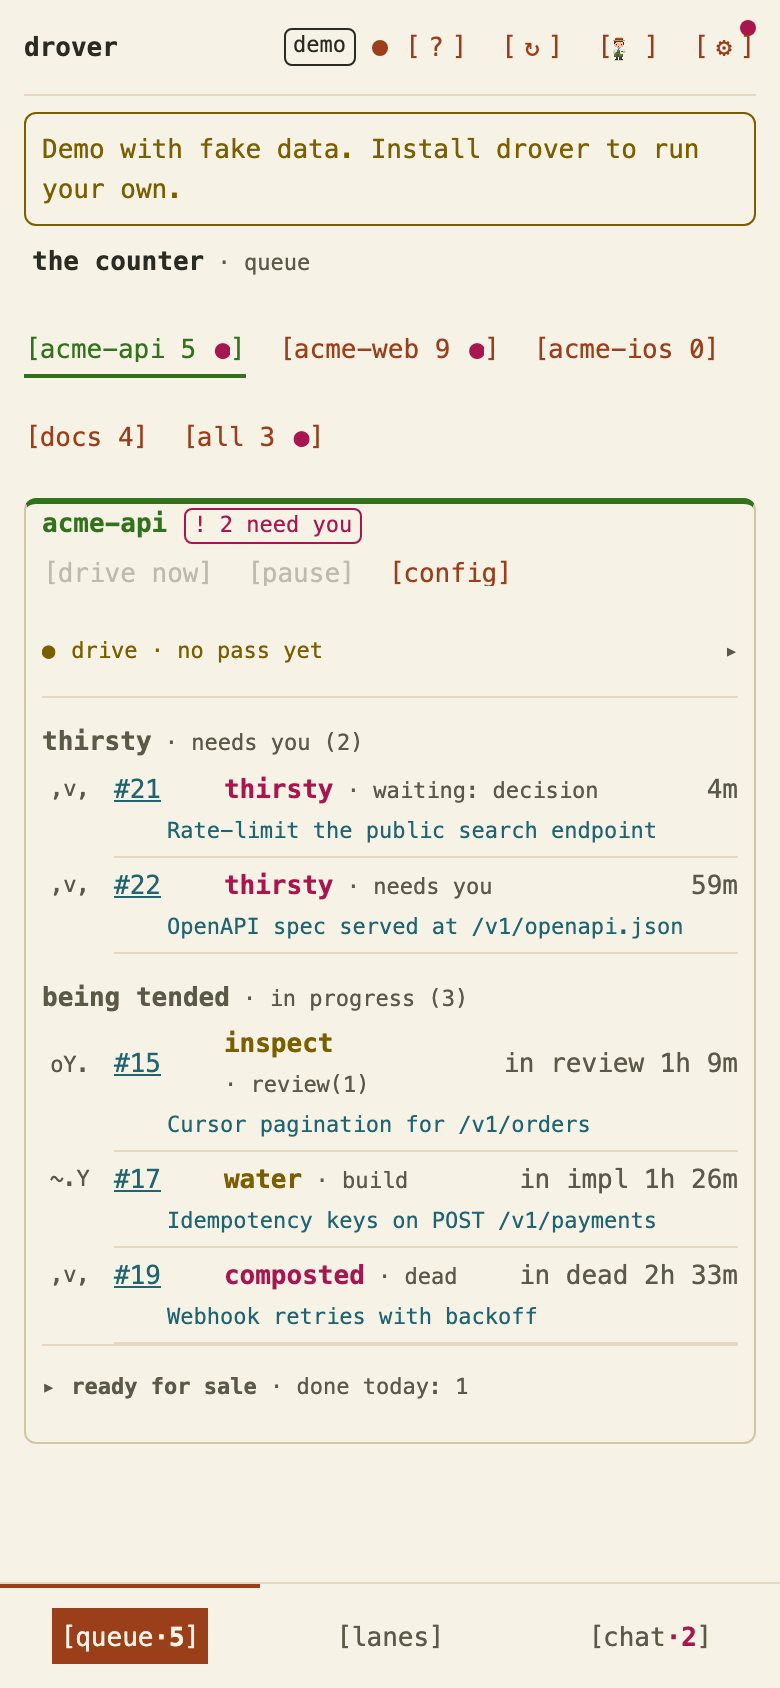 drover demo ● [ ? ] [ ↻ ] [ ] [ ⚙ ]
Demo with fake data. Install drover to run
your own.
the counter · queue
[acme-api 5 ●] [acme-web 9 ●] [acme-ios 0]
[docs 4] [all 3 ●]
acme-api ! 2 need you
[drive now] [pause] [config]
● drive · no pass yet ▸
thirsty · needs you (2)
,v, #21 thirsty · waiting: decision 4m
Rate-limit the public search endpoint
,v, #22 thirsty · needs you 59m
OpenAPI spec served at /v1/openapi.json
being tended · in progress (3)
oY. #15 inspect · review(1) in review 1h 9m
Cursor pagination for /v1/orders
~.Y #17 water · build in impl 1h 26m
Idempotency keys on POST /v1/payments
,v, #19 composted · dead in dead 2h 33m
Webhook retries with backoff
▸ ready for sale · done today: 1
[queue·5] [lanes] [chat·2]